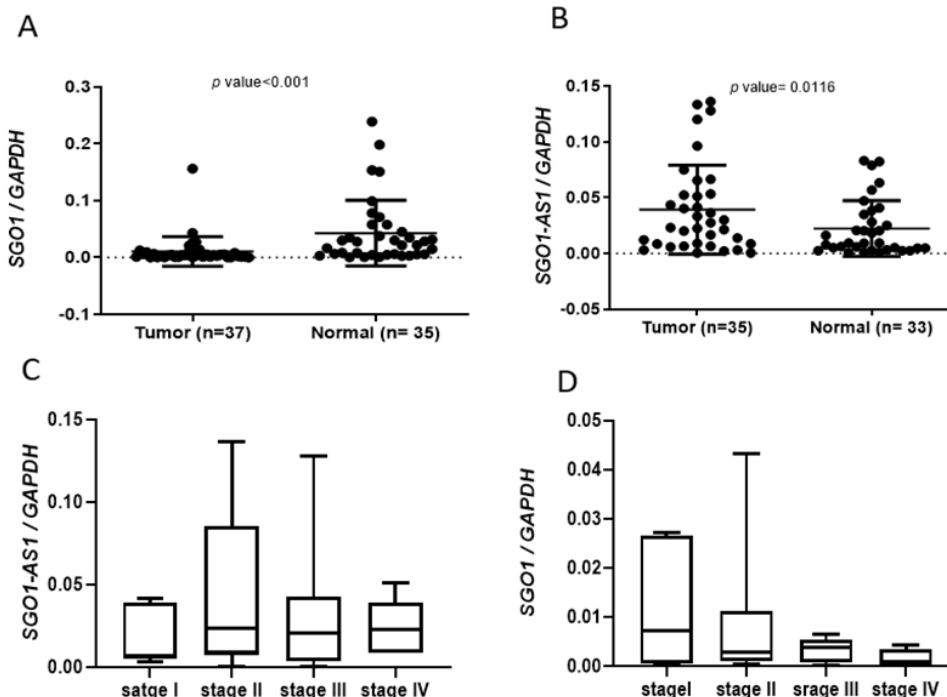 A
p value<0.001
SGO1 / GAPDH
0.3
0.2
0.1
0.0
-0.1
Tumor (n=37) Normal (n= 35)
B
p value= 0.0116
SGO1-AS1 / GAPDH
0.15
0.10
0.05
0.00
-0.05
Tumor (n=35) Normal (n= 33)
C
SGO1-AS1 / GAPDH
0.15
0.10
0.05
0.00
satge I stage II stage III stage IV
D
SGO1 / GAPDH
0.05
0.04
0.03
0.02
0.01
0.00
stageI stage II srage III stage IV